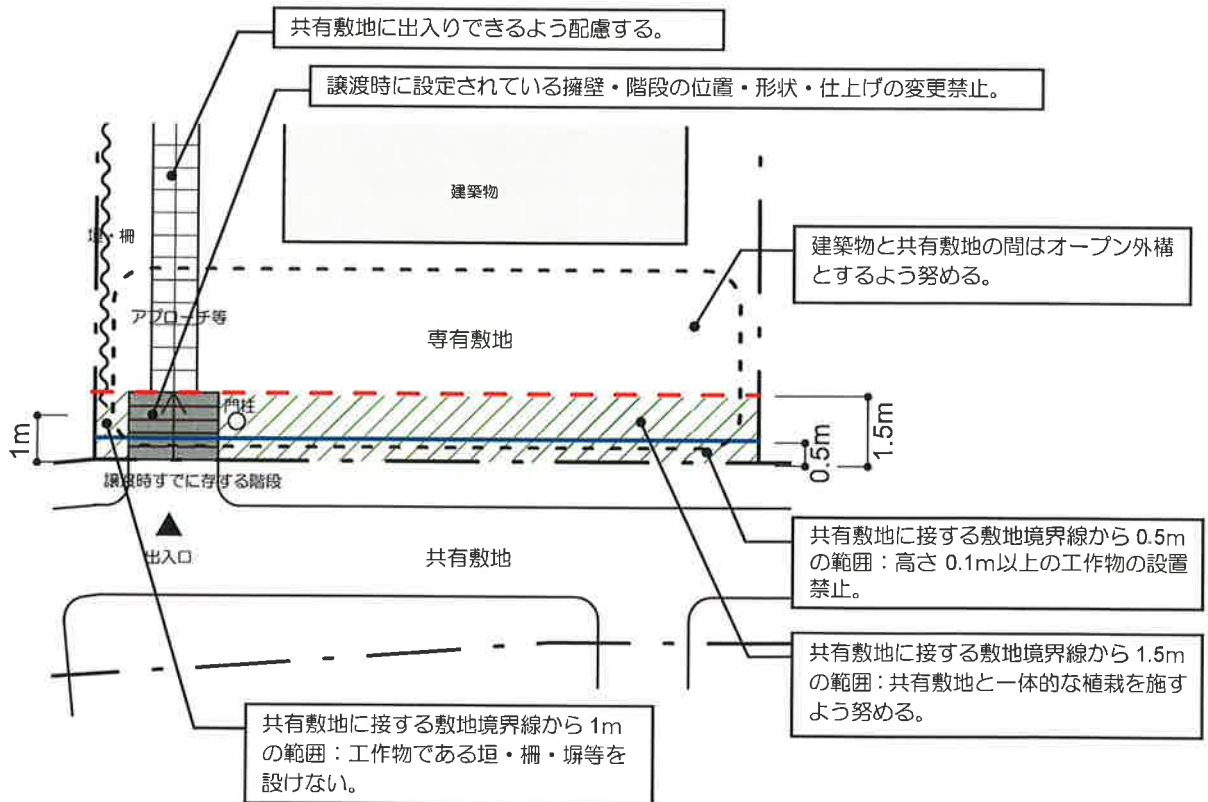 共有敷地に出入りできるよう配慮する。
譲渡時に設定されている擁壁・階段の位置・形状・仕上げの変更禁止。
建築物
垣・柵
建築物と共有敷地の間はオープン外構
とするよう努める。
アプローチ等
専有敷地
門柱
1m
0.5m
1.5m
譲渡時すでに存する階段
出入口
共有敷地
共有敷地に接する敷地境界線から 0.5m
の範囲：高さ 0.1m以上の工作物の設置
禁止。
共有敷地に接する敷地境界線から 1.5m
の範囲：共有敷地と一体的な植栽を施す
よう努める。
共有敷地に接する敷地境界線から 1m
の範囲：工作物である垣・柵・塀等を
設けない。